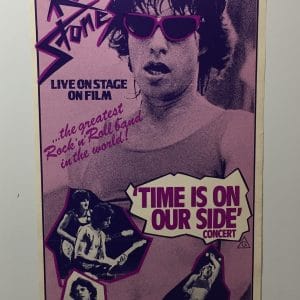 Stones
LIVE ON STAGE
ON FILM
...the greatest
Rock 'n' Roll band
in the world!
'TIME IS ON
OUR SIDE'
CONCERT